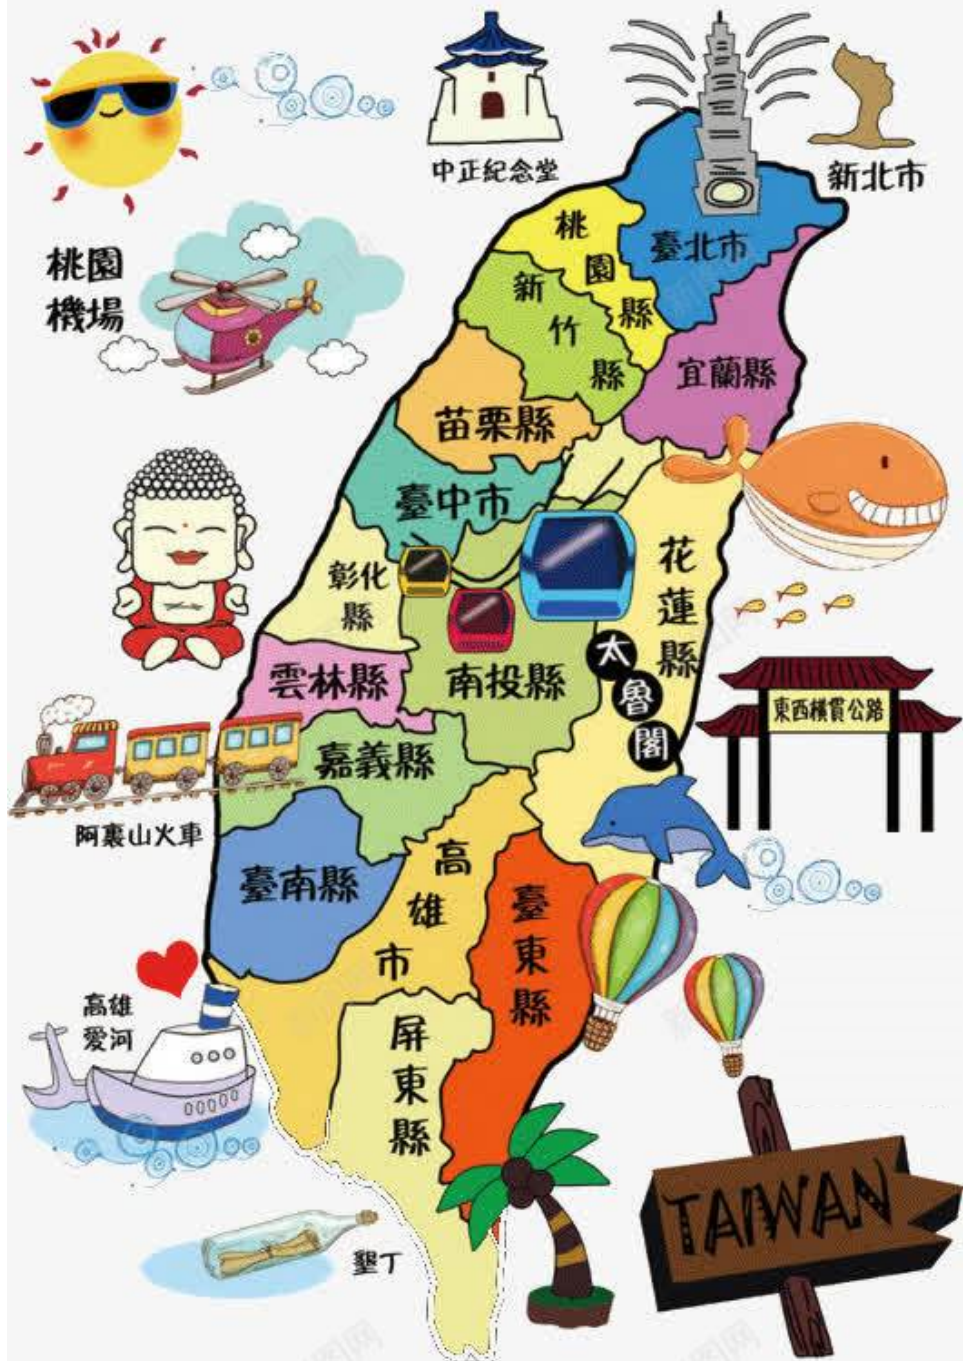 中正紀念堂
新北市
桃園
機場
臺北市
桃
園
縣
新
竹
縣
宜蘭縣
苗栗縣
臺中市
彰化
縣
花
蓮
縣
南投縣
雲林縣
太
魯
閣
東西橫貫公路
嘉義縣
阿裏山火車
臺南縣
高
雄
市
臺
東
縣
高雄
愛河
屏
東
縣
TAIWAN
墾丁